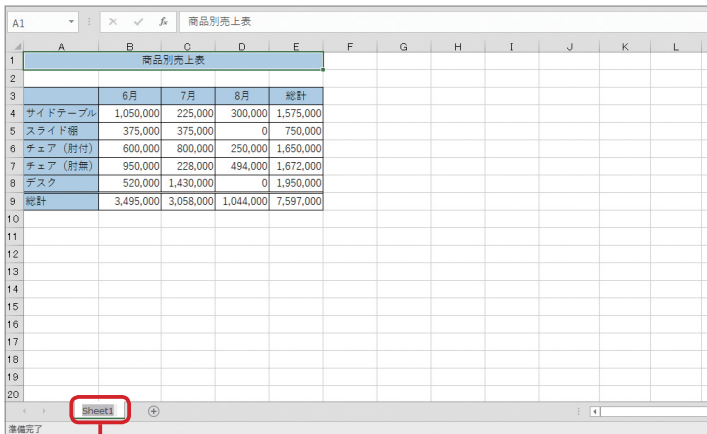 A1 fx 商品別売上表
A B C D E F G H I J K L
1 商品別売上表
2
3 6月 7月 8月 総計
4 サイドテーブル 1,050,000 225,000 300,000 1,575,000
5 スライド棚 375,000 375,000 0 750,000
6 チェア（肘付） 600,000 800,000 250,000 1,650,000
7 チェア（肘無） 950,000 228,000 494,000 1,672,000
8 デスク 520,000 1,430,000 0 1,950,000
9 総計 3,495,000 3,058,000 1,044,000 7,597,000
10
11
12
13
14
15
16
17
18
19
20
Sheet1
準備完了